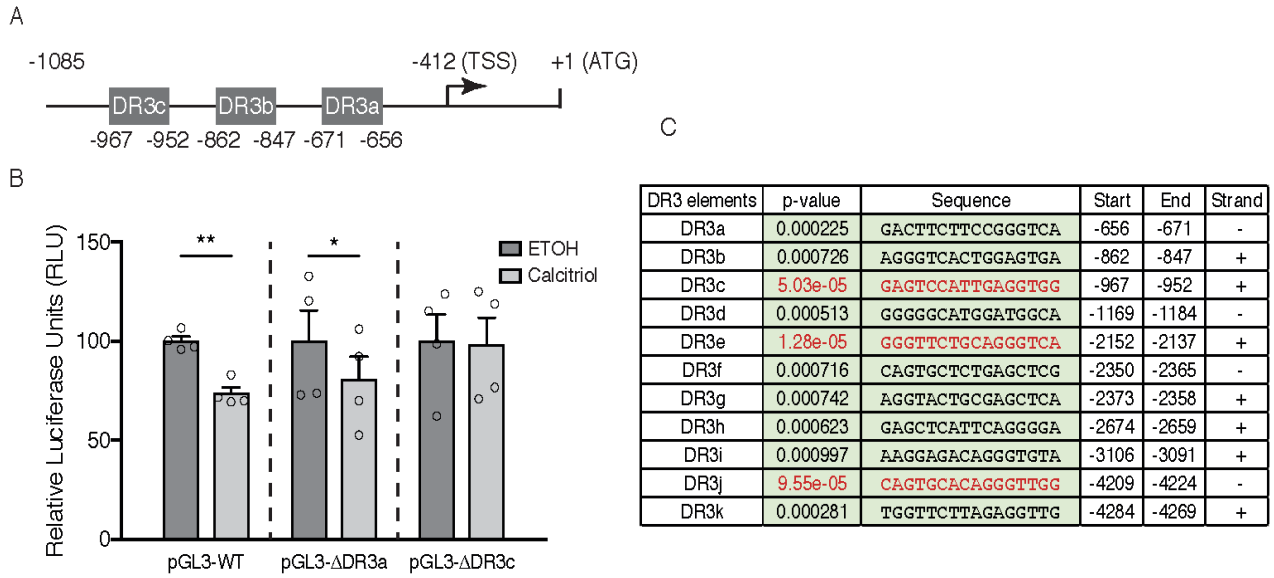 A
-1085 -412 (TSS) +1 (ATG)
DR3c DR3b DR3a
-967 -952 -862 -847 -671 -656
B
Relative Luciferase Units (RLU)
150
100
50
0
** *
ETOH
Calcitriol
pGL3-WT pGL3-ΔDR3a pGL3-ΔDR3c
C
DR3 elements p-value Sequence Start End Strand
DR3a 0.000225 GACTTCTTCCGGGTCA -656 -671 -
DR3b 0.000726 AGGGTCACTGGAGTGA -862 -847 +
DR3c 5.03e-05 GAGTCCATTGAGGTGG -967 -952 +
DR3d 0.000513 GGGGGCATGGATGGCA -1169 -1184 -
DR3e 1.28e-05 GGGTTCTGCAGGGTCA -2152 -2137 +
DR3f 0.000716 CAGTGCTCTGAGCTCG -2350 -2365 -
DR3g 0.000742 AGGTACTGCGAGCTCA -2373 -2358 +
DR3h 0.000623 GAGCTCATTCAGGGGA -2674 -2659 +
DR3i 0.000997 AAGGAGACAGGGTGTA -3106 -3091 +
DR3j 9.55e-05 CAGTGCACAGGGTTGG -4209 -4224 -
DR3k 0.000281 TGGTTCTTAGAGGTTG -4284 -4269 +